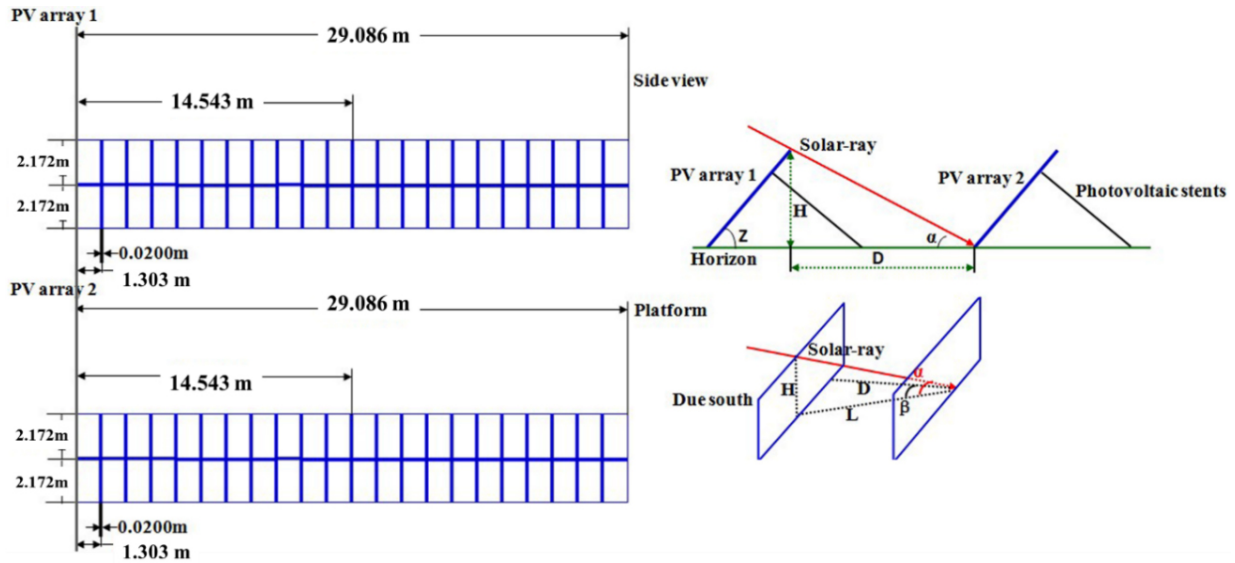 PV array 1
29.086 m
14.543 m
2.172m
2.172m
0.0200m
1.303 m
PV array 2
29.086 m
14.543 m
2.172m
2.172m
0.0200m
1.303 m
Side view
Solar-ray
PV array 1
PV array 2
Photovoltaic stents
H
Z
α
Horizon
D
Platform
Solar-ray
α
H
D
Due south
β
L